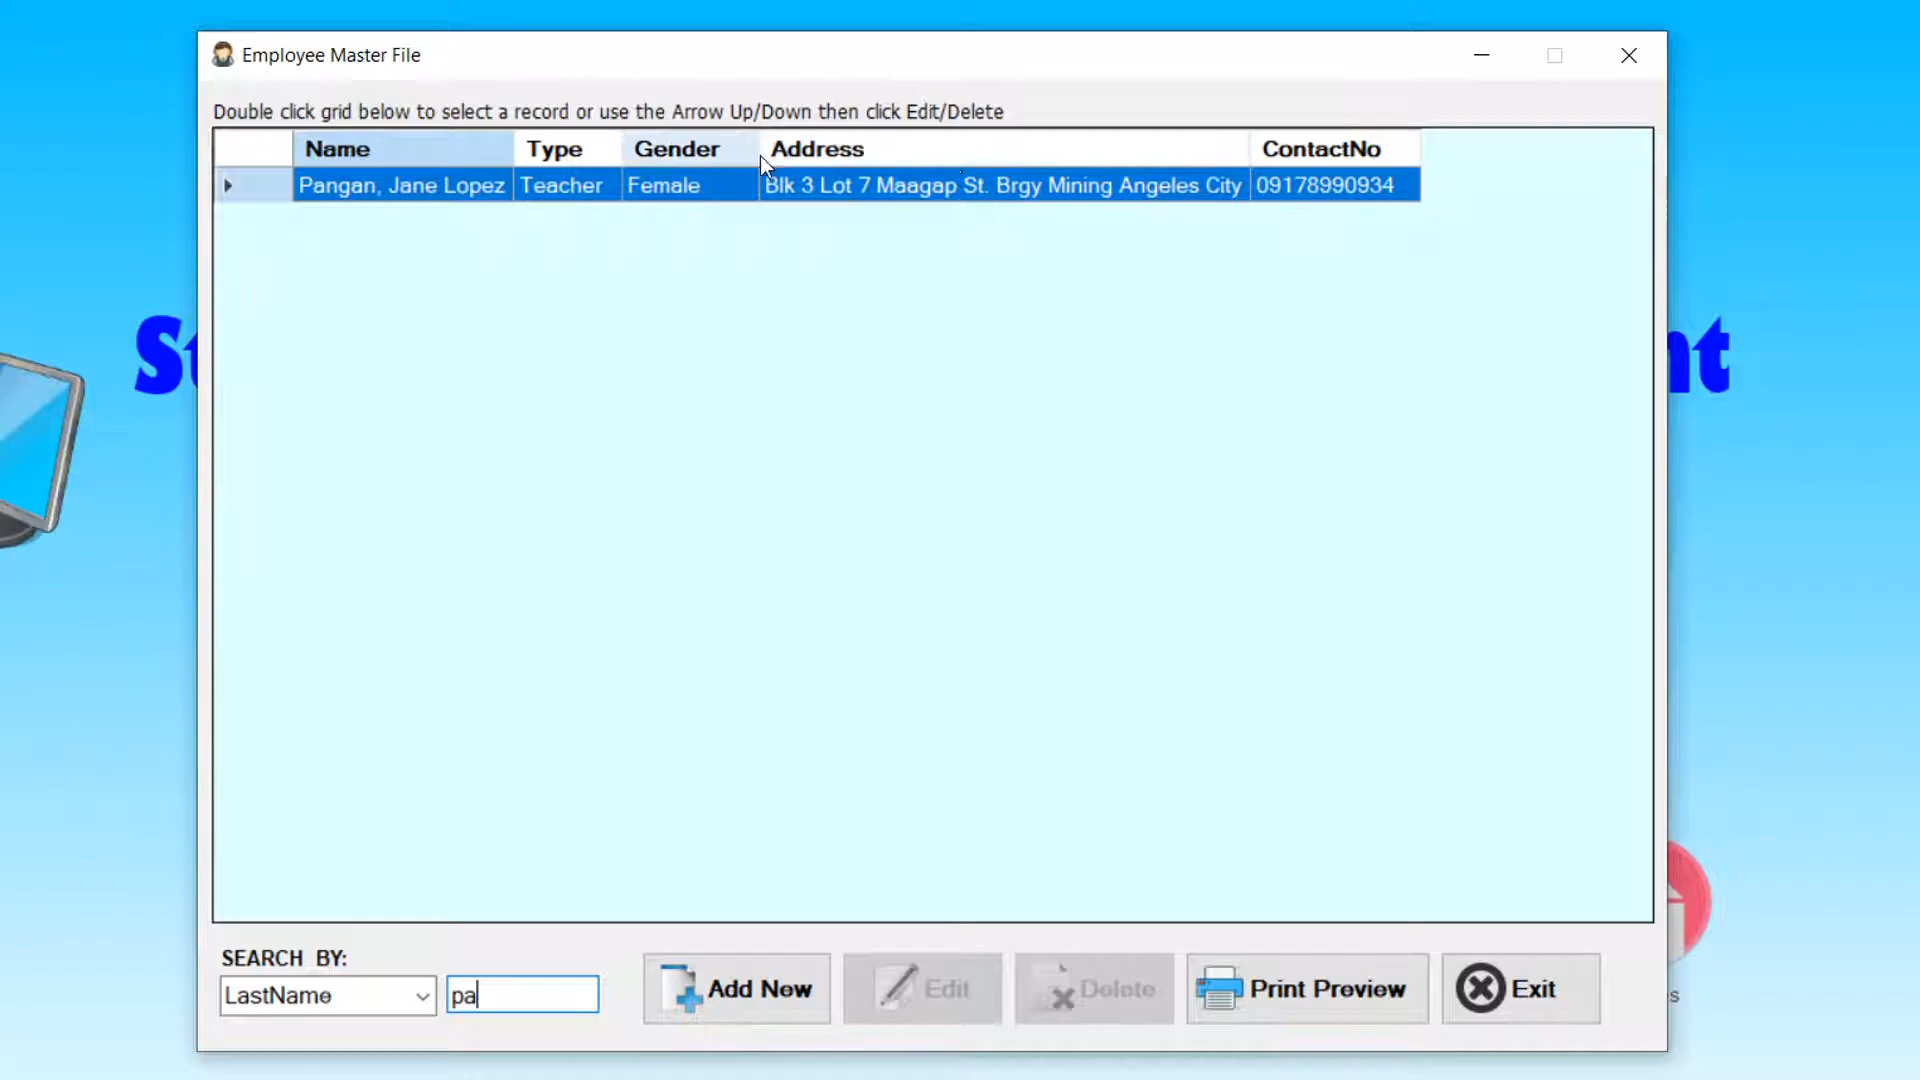 Employee Master File
Double click grid below to select a record or use the Arrow Up/Down then click Edit/Delete
Name Type Gender Address ContactNo
Pangan, Jane Lopez Teacher Female Blk 3 Lot 7 Maagap St. Brgy Mining Angeles City 09178990934
SEARCH BY:
LastName pa Add New Edit Delete Print Preview Exit